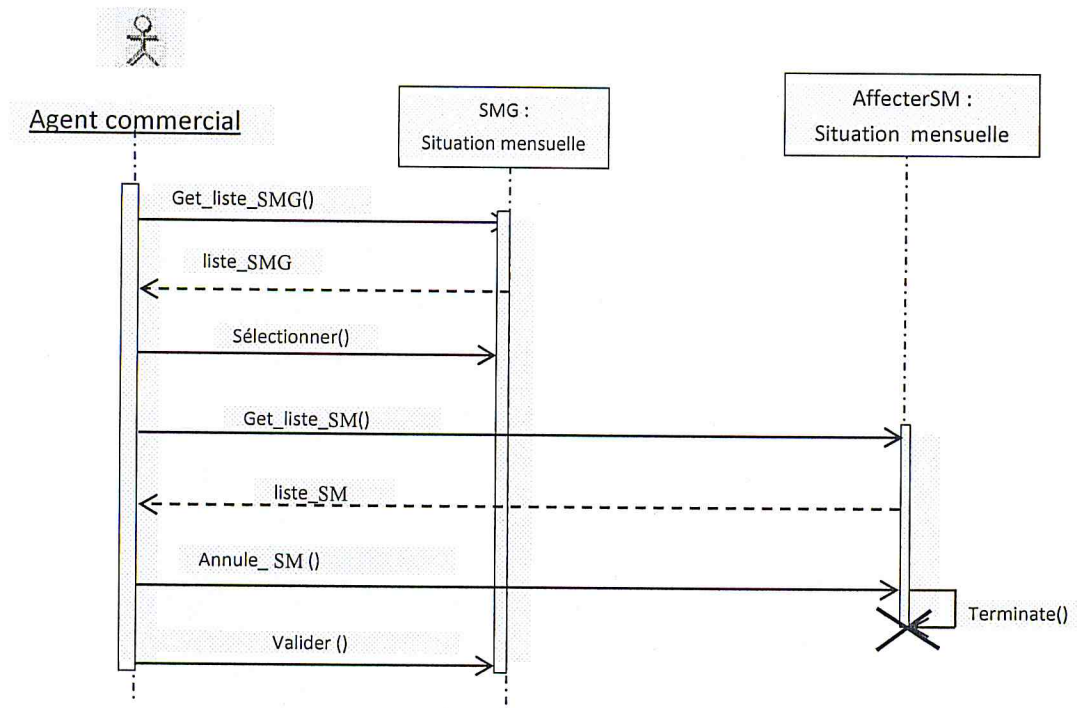 Agent commercial
SMG :
Situation mensuelle
AffecterSM :
Situation mensuelle
Get_liste_SMG()
liste_SMG
Sélectionner()
Get_liste_SM()
liste_SM
Annule_ SM ()
Terminate()
Valider ()